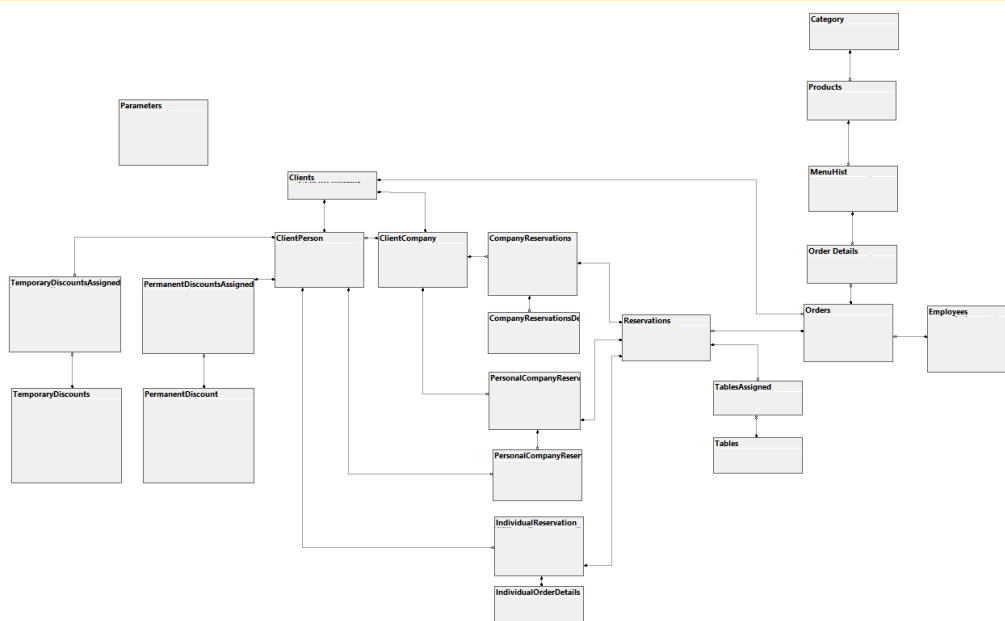 Category
Products
Parameters
MenuHist
Clients
ClientPerson
ClientCompany
CompanyReservations
Order Details
TemporaryDiscountsAssigned
PermanentDiscountsAssigned
CompanyReservationsDe
Reservations
Orders
Employees
PersonalCompanyReserv
TablesAssigned
TemporaryDiscounts
PermanentDiscount
Tables
PersonalCompanyReser
IndividualReservation
IndividualOrderDetails